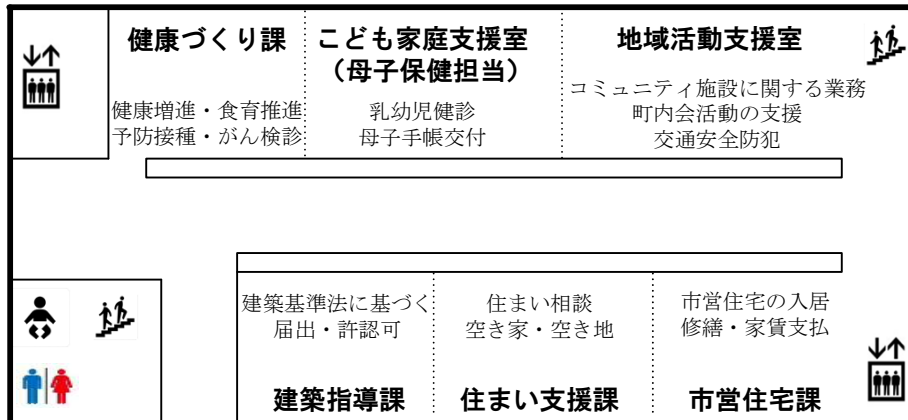 健康づくり課
健康増進・食育推進
予防接種・がん検診
こども家庭支援室
（母子保健担当）
乳幼児健診
母子手帳交付
地域活動支援室
コミュニティ施設に関する業務
町内会活動の支援
交通安全防犯
建築基準法に基づく
届出・許認可
建築指導課
住まい相談
空き家・空き地
住まい支援課
市営住宅の入居
修繕・家賃支払
市営住宅課